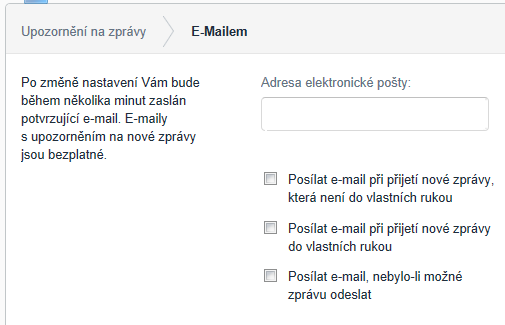 Upozornění na zprávy
E-Mailem
Po změně nastavení Vám bude
během několika minut zaslán
potvrzující e-mail. E-maily
s upozorněním na nové zprávy
jsou bezplatné.
Adresa elektronické pošty:
Posílat e-mail při přijetí nové zprávy,
která není do vlastních rukou
Posílat e-mail při přijetí nové zprávy
do vlastních rukou
Posílat e-mail, nebylo-li možné
zprávu odeslat